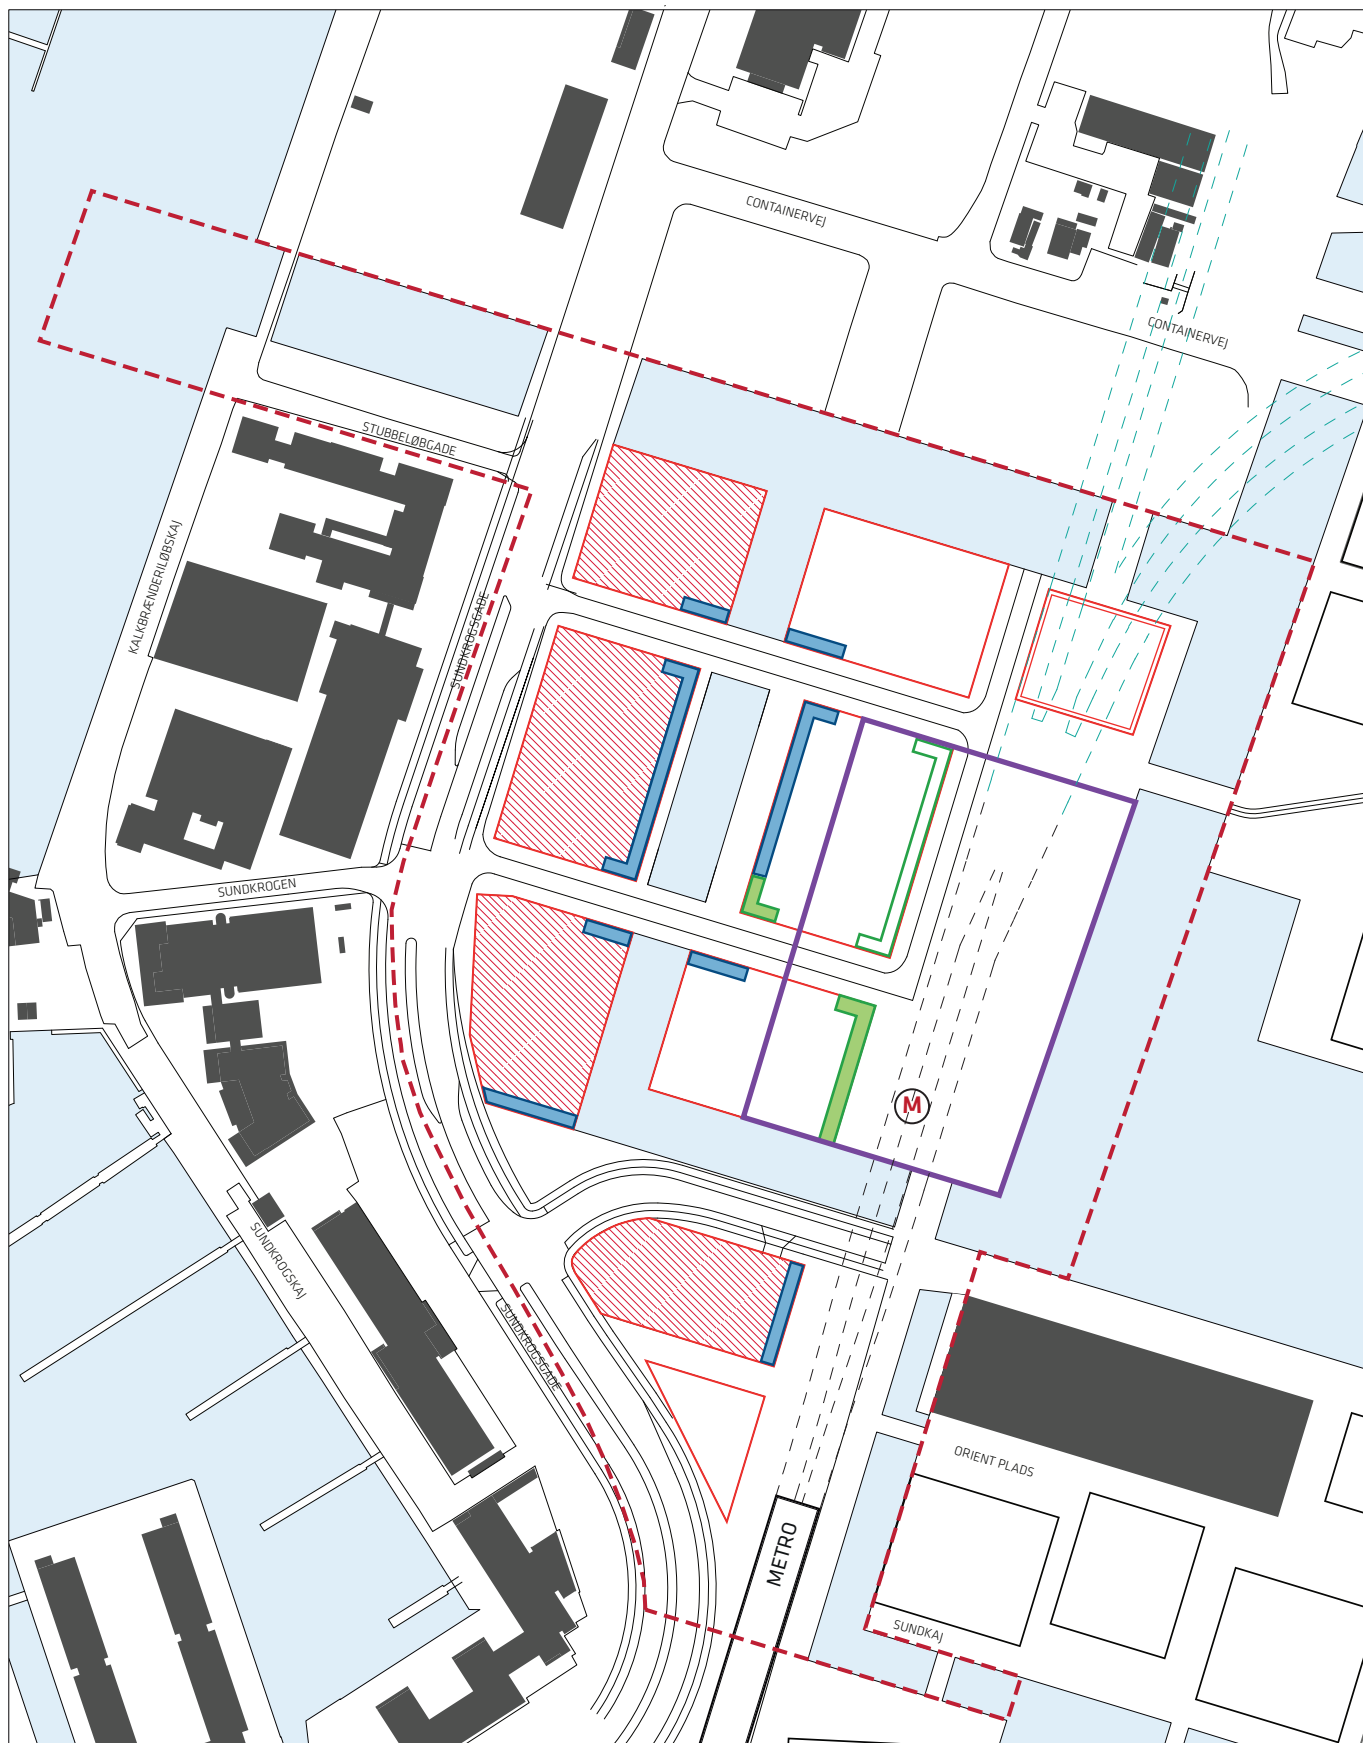 CONTAINERVEJ
CONTAINERVEJ
STUBBELØBGADE
KALKBRÆNDERILØBSKAJ
SUNDKROGSGADE
SUNDKROGEN
M
SUNDKROGSKAJ
SUNDKROGSGADE
ORIENT PLADS
METRO
SUNDKAJ